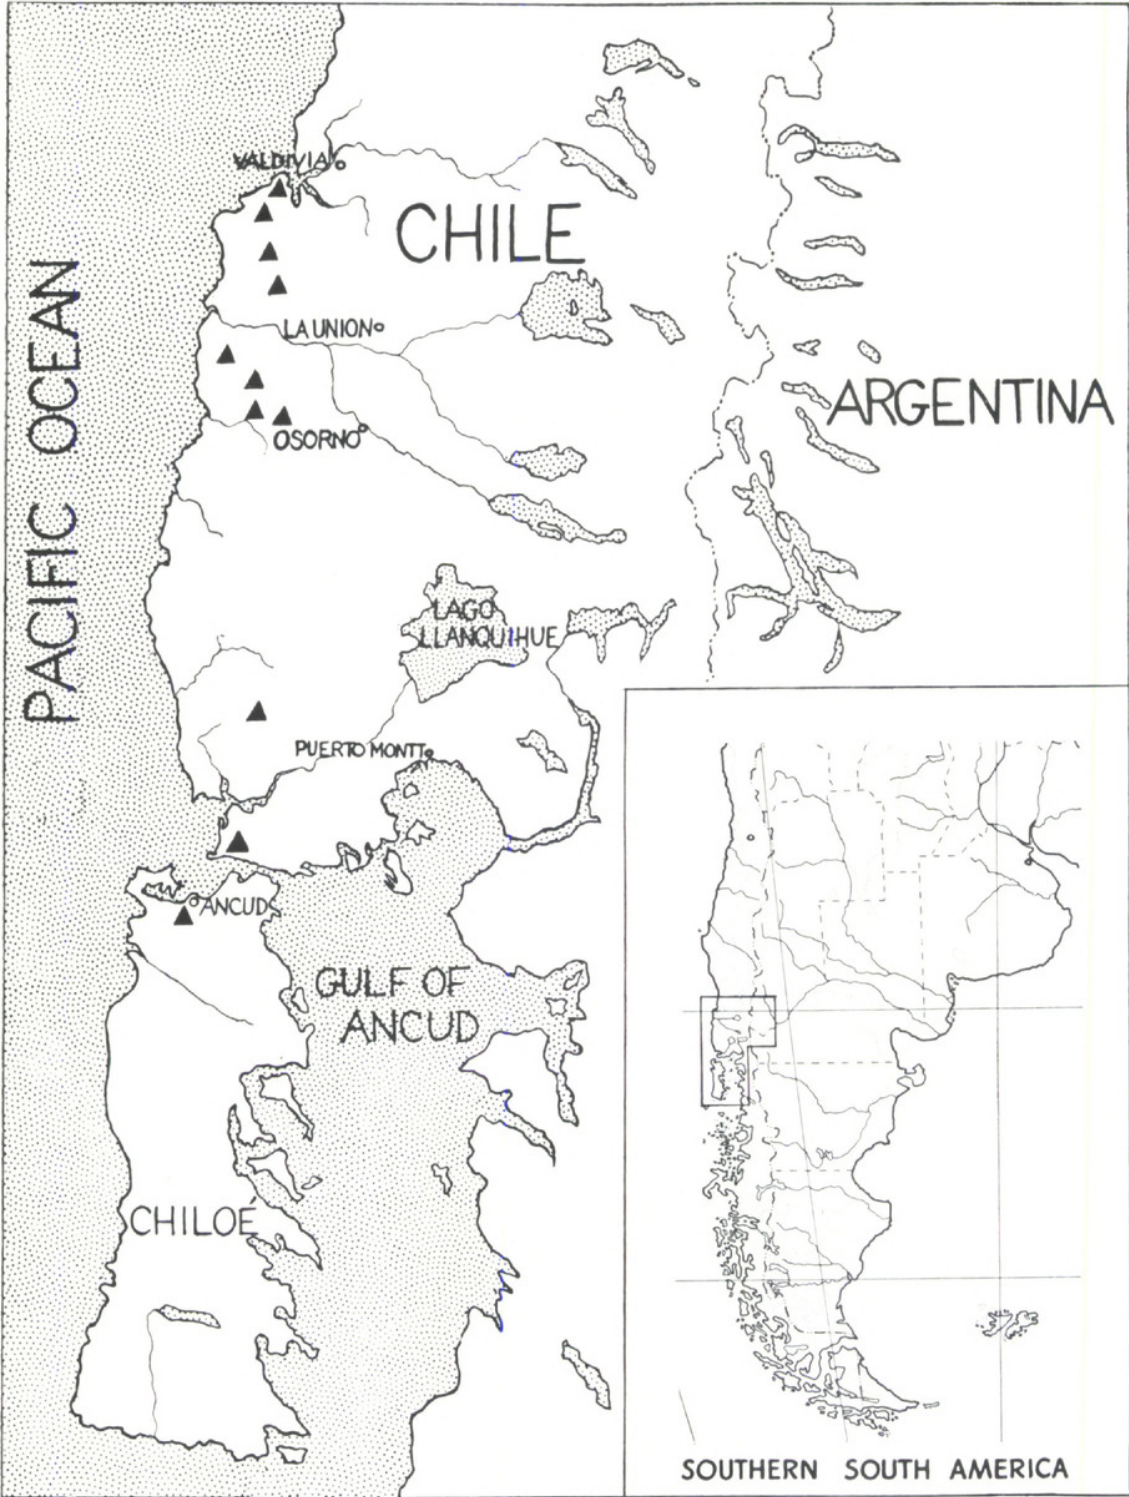 VALDIVIA
CHILE
PACIFIC OCEAN
LA UNION
ARGENTINA
OSORNO
LAGO
LLANQUIHUE
PUERTO MONTT
ANCUD
GULF OF
ANCUD
CHILOÉ
SOUTHERN SOUTH AMERICA